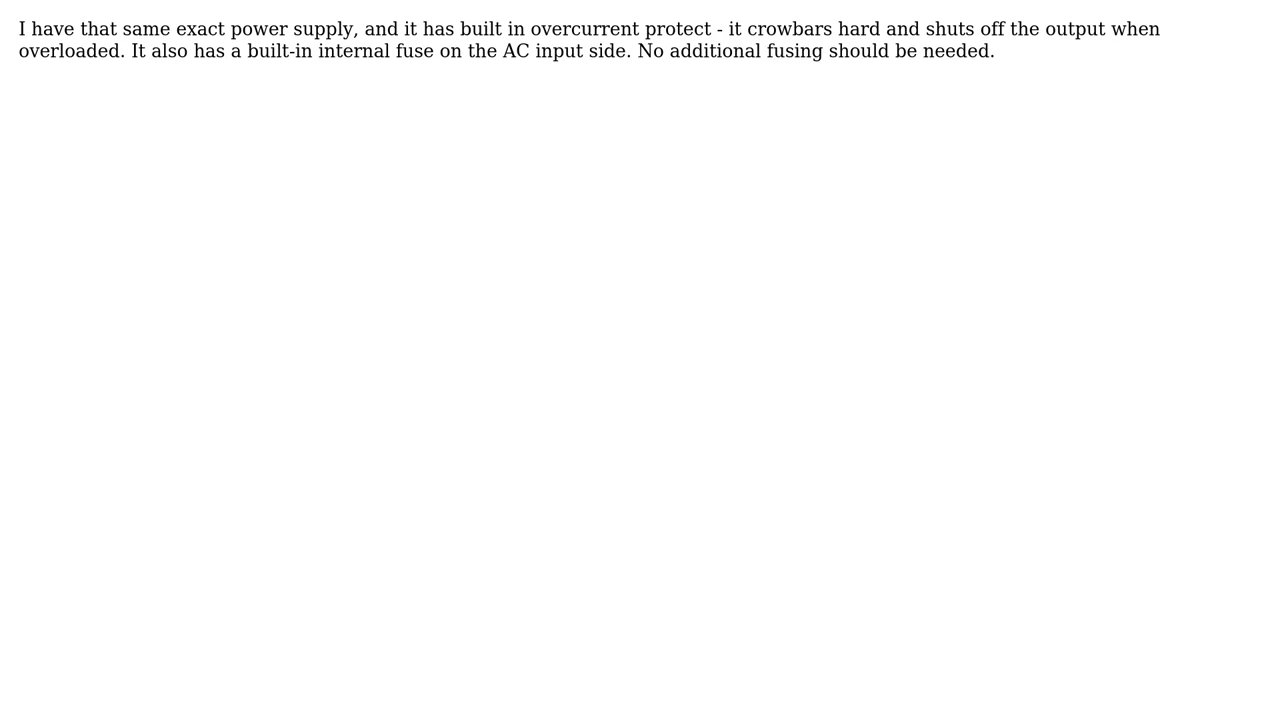 I have that same exact power supply, and it has built in overcurrent protect - it crowbars hard and shuts off the output when
overloaded. It also has a built-in internal fuse on the AC input side. No additional fusing should be needed.